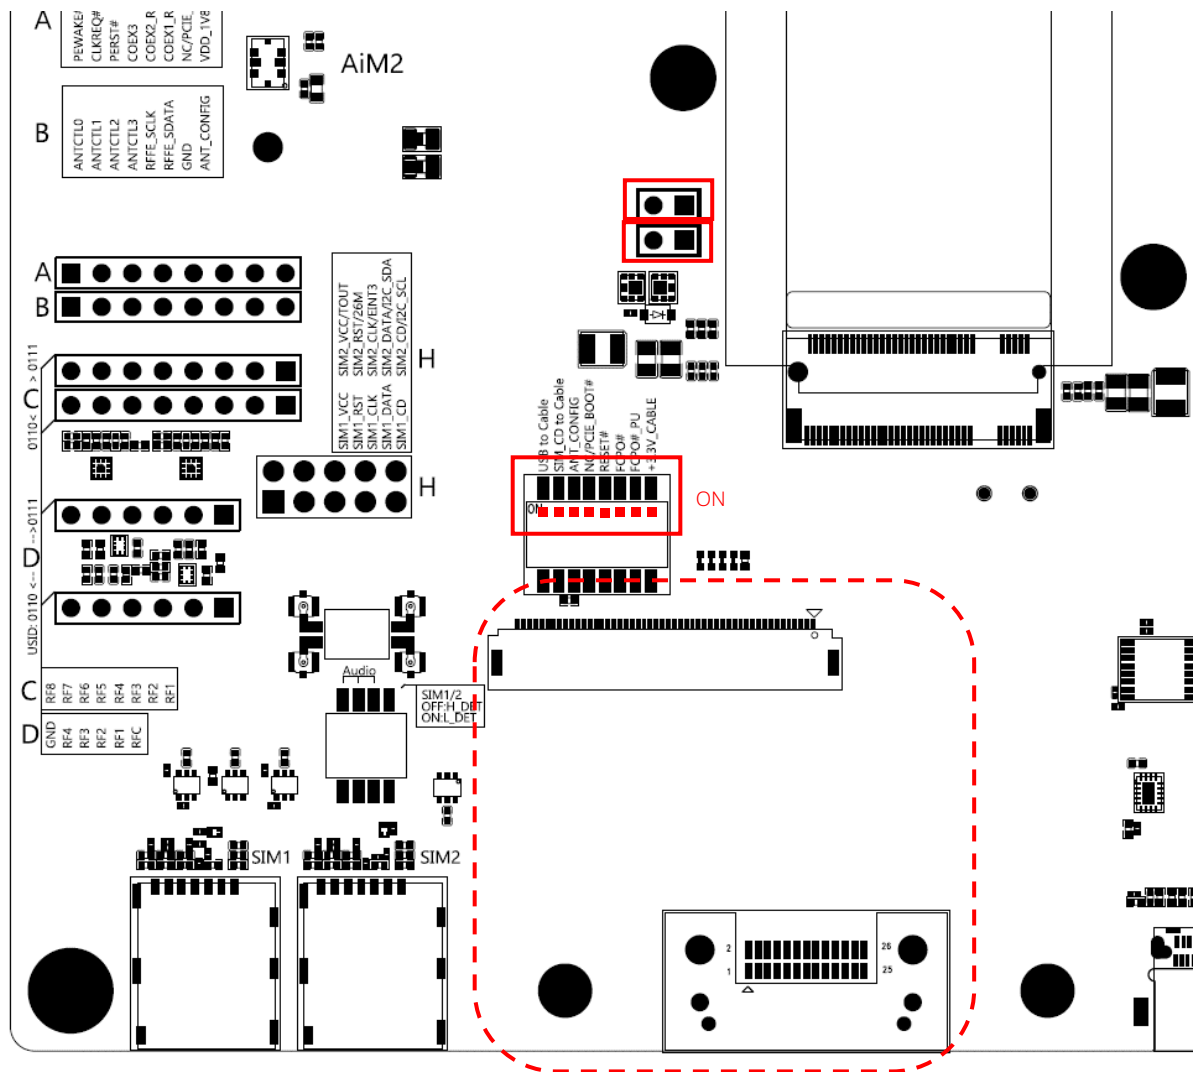 A
PEWAKE#
CLKREQ#
PERST#
COEX3
COEX2_R
COEX1_R
NC/PCIE_
VDD_1V8
AiM2
B
ANTCTL0
ANTCTL1
ANTCTL2
ANTCTL3
RFFE_SCLK
RFFE_SDATA
GND
ANT_CONFIG
A
B
SIM2_VCC/TOUT
SIM2_RST/26M
SIM2_CLK/EINT3
SIM2_DATA/I2C_SDA
SIM2_CD/I2C_SCL
SIM1_VCC
SIM1_RST
SIM1_CLK
SIM1_DATA
SIM1_CD
H
H
C
0110< > 0111
USB to Cable
SIM_CD to Cable
ANT_CONFIG
NC/PCIE_BOOT#
RESET#
FCPO#
FCPO#_PU
+3.3V_CABLE
ON
ON
D
USID: 0110 <-- -->0111
Audio
SIM1/2
OFF:H_DET
ON:L_DET
C
RF8
RF7
RF6
RF5
RF4
RF3
RF2
RF1
D
GND
RF4
RF3
RF2
RF1
RFC
SIM1
SIM2
2
26
1
25